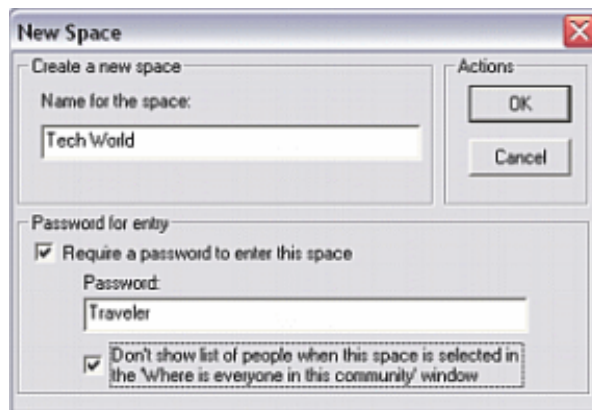 New Space
Create a new space
Name for the space:
Tech World
Actions
OK
Cancel
Password for entry
Require a password to enter this space
Password:
Traveler
Don't show list of people when this space is selected in
the 'Where is everyone in this community' window